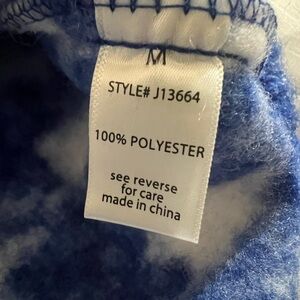 M
STYLE# J13664
100% POLYESTER
see reverse
for care
made in china